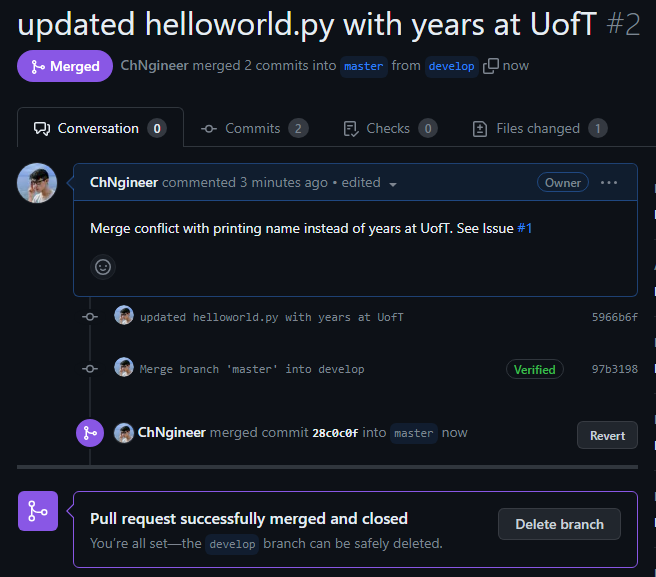 updated helloworld.py with years at UofT #2
Merged ChNgineer merged 2 commits into master from develop now
Conversation 0 Commits 2 Checks 0 Files changed 1
ChNgineer commented 3 minutes ago • edited Owner
Merge conflict with printing name instead of years at UofT. See Issue #1
updated helloworld.py with years at UofT 5966b6f
Merge branch 'master' into develop Verified 97b3198
ChNgineer merged commit 28c0c0f into master now Revert
Pull request successfully merged and closed
You're all set—the develop branch can be safely deleted.
Delete branch